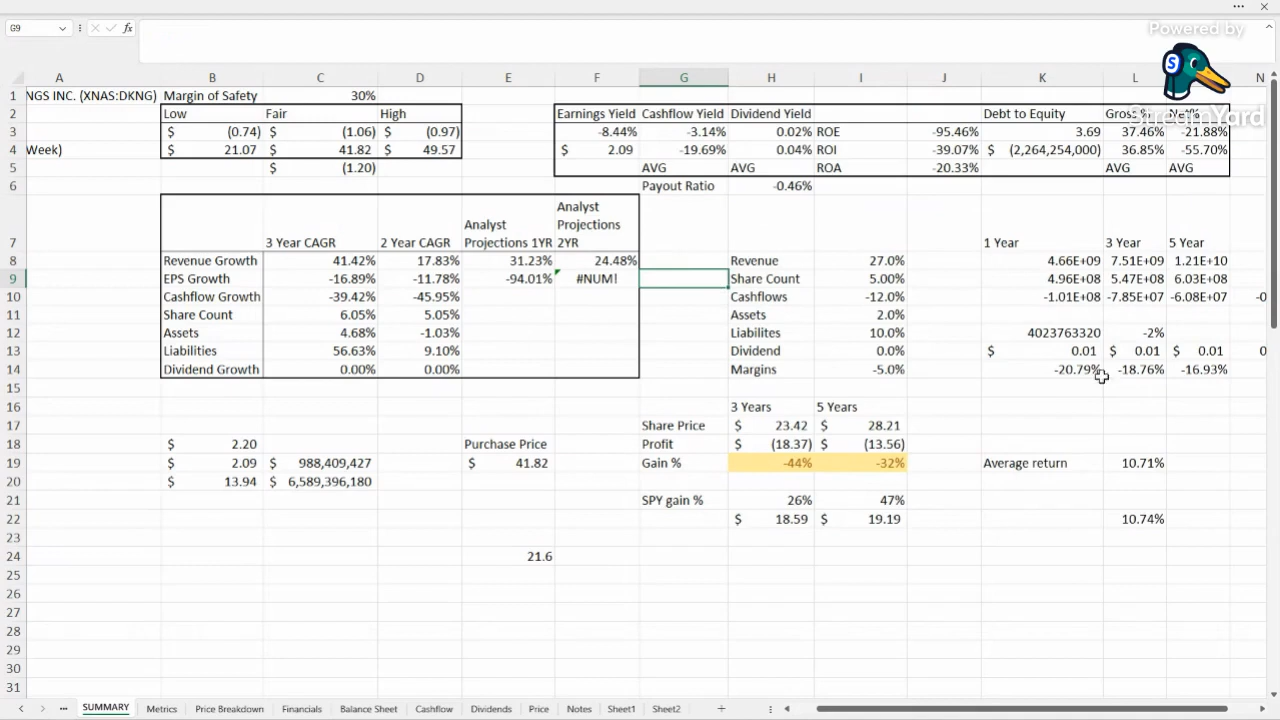 G9 fx
Powered by
StreamYard
A B C D E F G H I J K L M N
1 NGS INC. (XNAS:DKNG) Margin of Safety 30%
2 Low Fair High Earnings Yield Cashflow Yield Dividend Yield Debt to Equity Gross% Net%
3 $ (0.74) $ (1.06) $ (0.97) -8.44% -3.14% 0.02% ROE -95.46% 3.69 37.46% -21.88%
4 Week) $ 21.07 $ 41.82 $ 49.57 $ 2.09 -19.69% 0.04% ROI -39.07% $ (2,264,254,000) 36.85% -55.70%
5 $ (1.20) AVG AVG ROA -20.33% AVG AVG
6 Payout Ratio -0.46%
7 3 Year CAGR 2 Year CAGR Analyst Projections 1YR Analyst Projections 2YR 1 Year 3 Year 5 Year
8 Revenue Growth 41.42% 17.83% 31.23% 24.48% Revenue 27.0% 4.66E+09 7.51E+09 1.21E+10
9 EPS Growth -16.89% -11.78% -94.01% #NUM! Share Count 5.00% 4.96E+08 5.47E+08 6.03E+08
10 Cashflow Growth -39.42% -45.95% Cashflows -12.0% -1.01E+08 -7.85E+07 -6.08E+07 -0
11 Share Count 6.05% 5.05% Assets 2.0%
12 Assets 4.68% -1.03% Liabilites 10.0% 4023763320 -2%
13 Liabilities 56.63% 9.10% Dividend 0.0% $ 0.01 $ 0.01 $ 0.01 0
14 Dividend Growth 0.00% 0.00% Margins -5.0% -20.79% -18.76% -16.93%
15
16 3 Years 5 Years
17 Share Price $ 23.42 $ 28.21
18 $ 2.20 Purchase Price Profit $ (18.37) $ (13.56)
19 $ 2.09 $ 988,409,427 $ 41.82 Gain % -44% -32% Average return 10.71%
20 $ 13.94 $ 6,589,396,180
21 SPY gain % 26% 47%
22 $ 18.59 $ 19.19 10.74%
23
24 21.6
25
26
27
28
29
30
31
SUMMARY Metrics Price Breakdown Financials Balance Sheet Cashflow Dividends Price Notes Sheet1 Sheet2